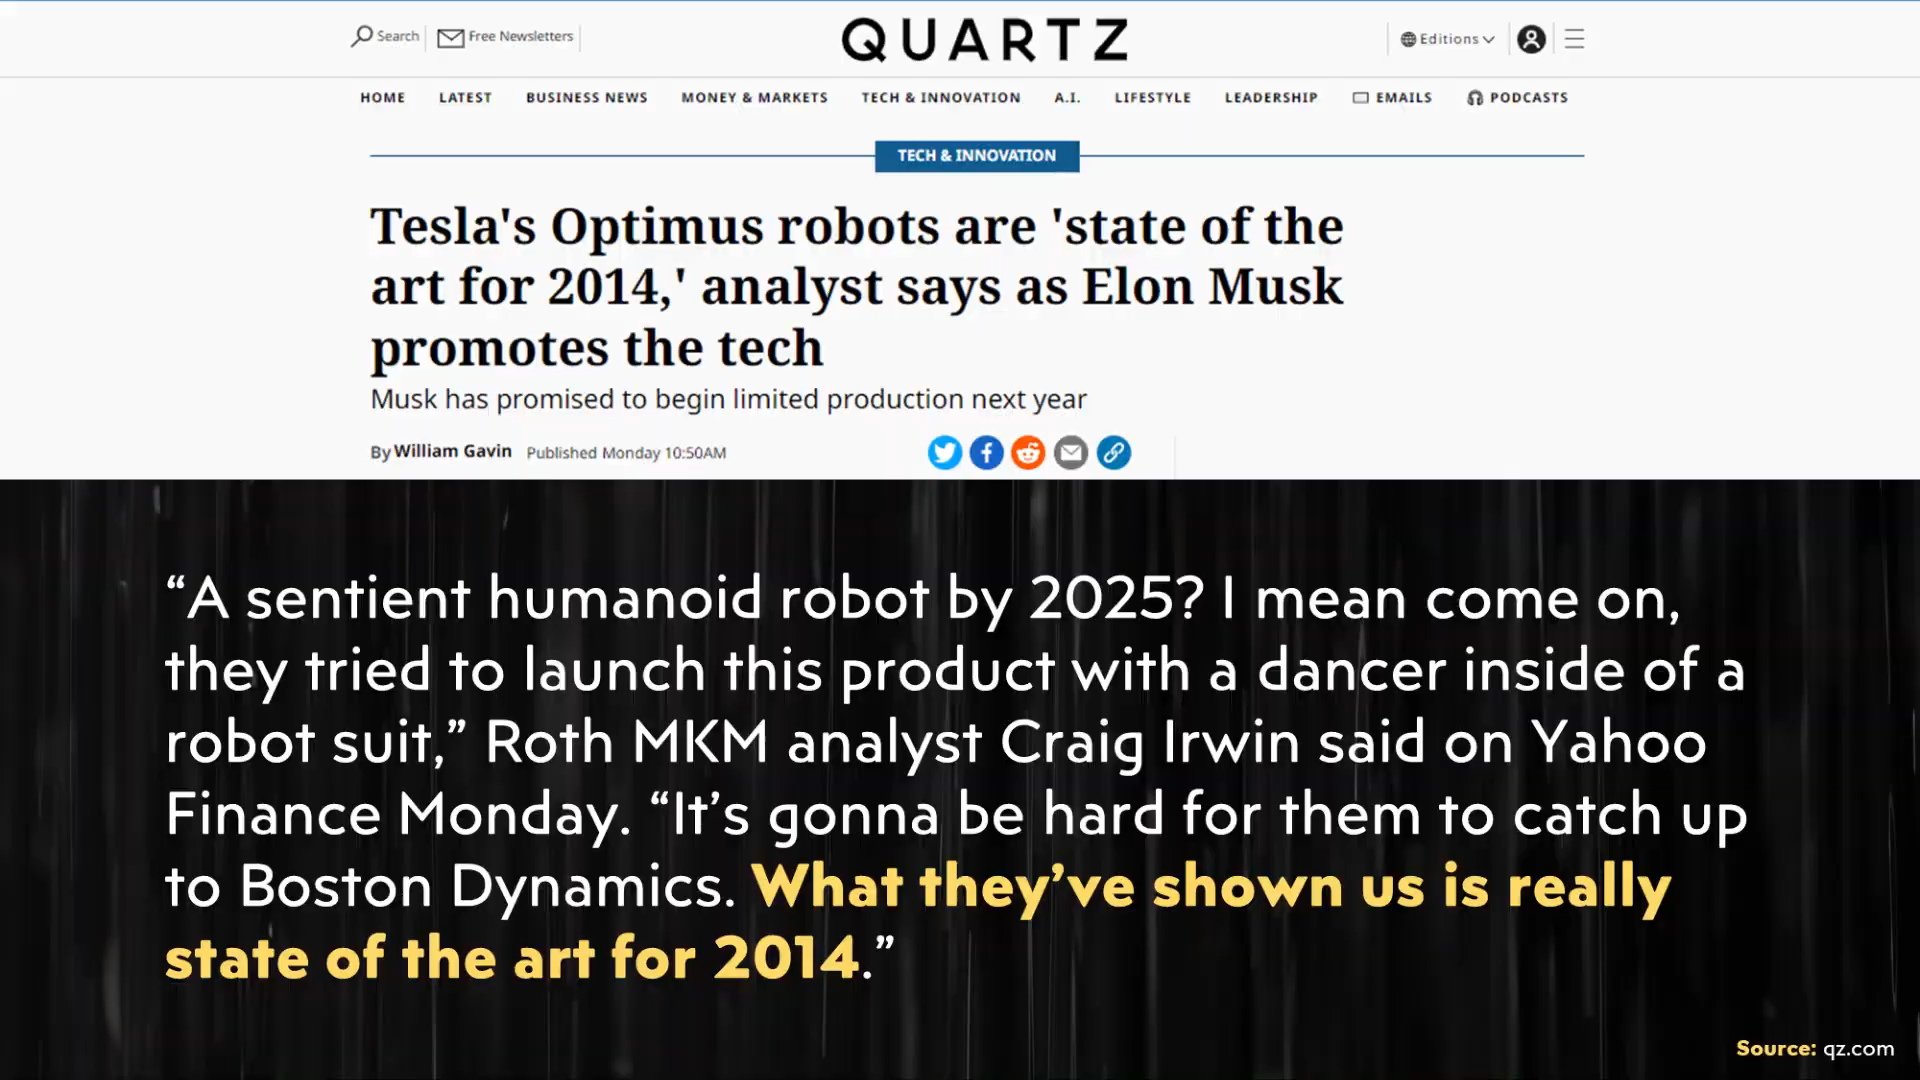 Search
Free Newsletters
QUARTZ
Editions
HOME LATEST BUSINESS NEWS MONEY & MARKETS TECH & INNOVATION A.I. LIFESTYLE LEADERSHIP EMAILS PODCASTS
TECH & INNOVATION
Tesla's Optimus robots are 'state of the
art for 2014,' analyst says as Elon Musk
promotes the tech
Musk has promised to begin limited production next year
By William Gavin Published Monday 10:50AM
“A sentient humanoid robot by 2025? I mean come on,
they tried to launch this product with a dancer inside of a
robot suit,” Roth MKM analyst Craig Irwin said on Yahoo
Finance Monday. “It’s gonna be hard for them to catch up
to Boston Dynamics. What they’ve shown us is really
state of the art for 2014.”
Source: qz.com